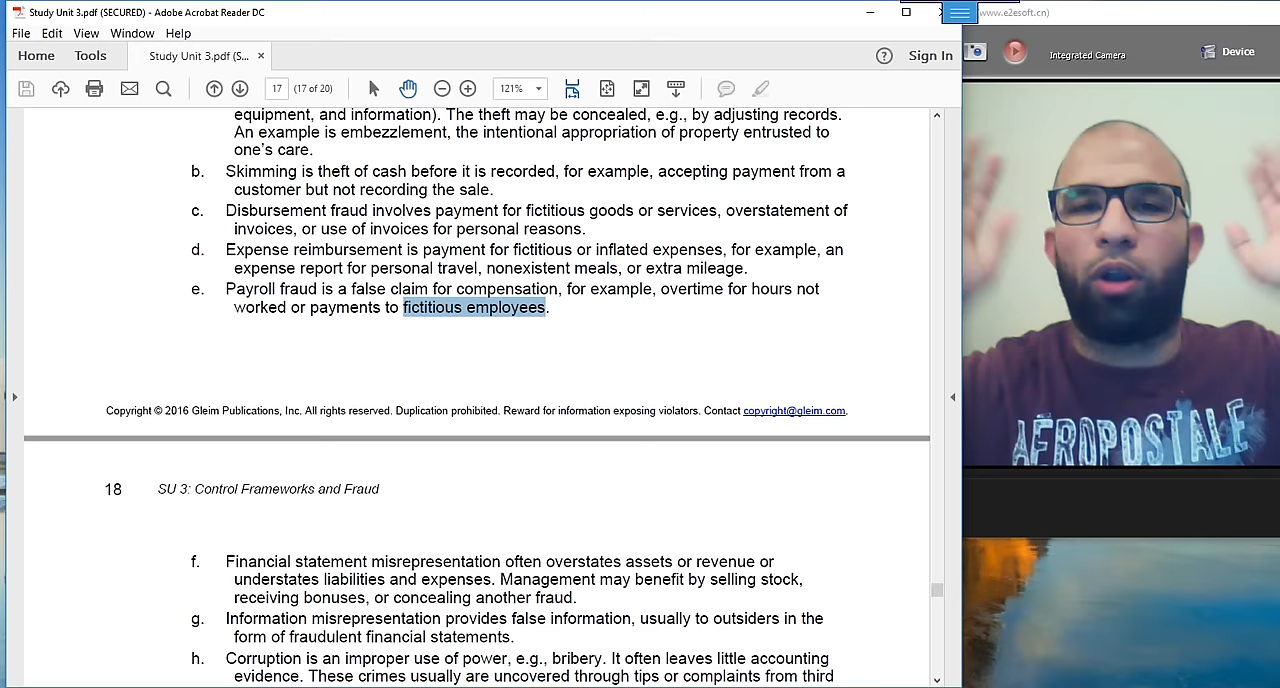 Study Unit 3.pdf (SECURED) - Adobe Acrobat Reader DC
www.e2esoft.cn)
File Edit View Window Help
Home Tools Study Unit 3.pdf (S... × Sign In
Integrated Camera Device
17 (17 of 20) 121%
equipment, and information). The theft may be concealed, e.g., by adjusting records.
An example is embezzlement, the intentional appropriation of property entrusted to
one's care.
b. Skimming is theft of cash before it is recorded, for example, accepting payment from a
customer but not recording the sale.
c. Disbursement fraud involves payment for fictitious goods or services, overstatement of
invoices, or use of invoices for personal reasons.
d. Expense reimbursement is payment for fictitious or inflated expenses, for example, an
expense report for personal travel, nonexistent meals, or extra mileage.
e. Payroll fraud is a false claim for compensation, for example, overtime for hours not
worked or payments to fictitious employees.
Copyright © 2016 Gleim Publications, Inc. All rights reserved. Duplication prohibited. Reward for information exposing violators. Contact copyright@gleim.com.
AÉROPOSTALE
18 SU 3: Control Frameworks and Fraud
f. Financial statement misrepresentation often overstates assets or revenue or
understates liabilities and expenses. Management may benefit by selling stock,
receiving bonuses, or concealing another fraud.
g. Information misrepresentation provides false information, usually to outsiders in the
form of fraudulent financial statements.
h. Corruption is an improper use of power, e.g., bribery. It often leaves little accounting
evidence. These crimes usually are uncovered through tips or complaints from third